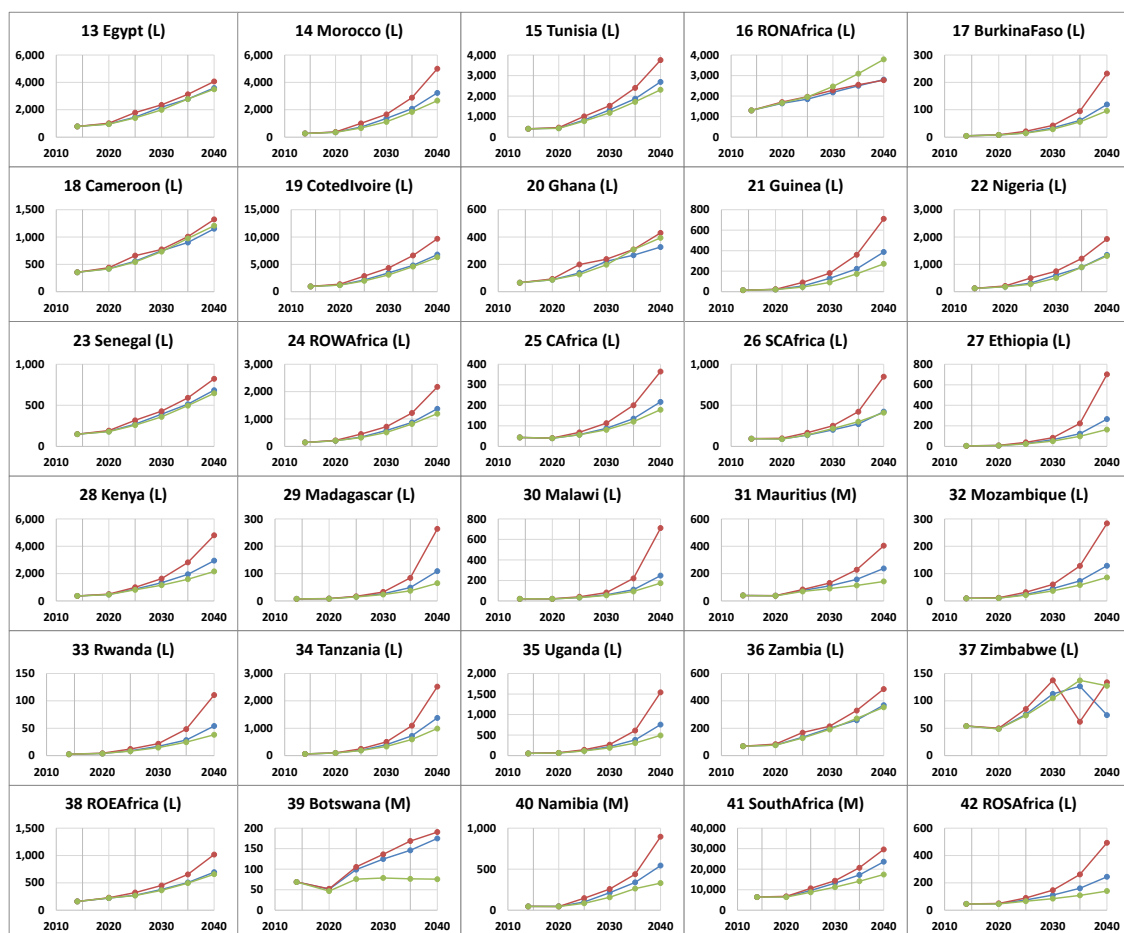 13 Egypt (L)
6,000
4,000
2,000
0
2010 2020 2030 2040
14 Morocco (L)
6,000
4,000
2,000
0
2010 2020 2030 2040
15 Tunisia (L)
4,000
3,000
2,000
1,000
0
2010 2020 2030 2040
16 RONAfrica (L)
4,000
3,000
2,000
1,000
0
2010 2020 2030 2040
17 BurkinaFaso (L)
300
200
100
0
2010 2020 2030 2040
18 Cameroon (L)
1,500
1,000
500
0
2010 2020 2030 2040
19 CotedIvoire (L)
15,000
10,000
5,000
0
2010 2020 2030 2040
20 Ghana (L)
600
400
200
0
2010 2020 2030 2040
21 Guinea (L)
800
600
400
200
0
2010 2020 2030 2040
22 Nigeria (L)
3,000
2,000
1,000
0
2010 2020 2030 2040
23 Senegal (L)
1,000
500
0
2010 2020 2030 2040
24 ROWAfrica (L)
3,000
2,000
1,000
0
2010 2020 2030 2040
25 CAfrica (L)
400
300
200
100
0
2010 2020 2030 2040
26 SCAfrica (L)
1,000
500
0
2010 2020 2030 2040
27 Ethiopia (L)
800
600
400
200
0
2010 2020 2030 2040
28 Kenya (L)
6,000
4,000
2,000
0
2010 2020 2030 2040
29 Madagascar (L)
300
200
100
0
2010 2020 2030 2040
30 Malawi (L)
800
600
400
200
0
2010 2020 2030 2040
31 Mauritius (M)
600
400
200
0
2010 2020 2030 2040
32 Mozambique (L)
300
200
100
0
2010 2020 2030 2040
33 Rwanda (L)
150
100
50
0
2010 2020 2030 2040
34 Tanzania (L)
3,000
2,000
1,000
0
2010 2020 2030 2040
35 Uganda (L)
2,000
1,500
1,000
500
0
2010 2020 2030 2040
36 Zambia (L)
600
400
200
0
2010 2020 2030 2040
37 Zimbabwe (L)
150
100
50
0
2010 2020 2030 2040
38 ROEAfrica (L)
1,500
1,000
500
0
2010 2020 2030 2040
39 Botswana (M)
200
150
100
50
0
2010 2020 2030 2040
40 Namibia (M)
1,000
500
0
2010 2020 2030 2040
41 SouthAfrica (M)
40,000
30,000
20,000
10,000
0
2010 2020 2030 2040
42 ROSAfrica (L)
600
400
200
0
2010 2020 2030 2040